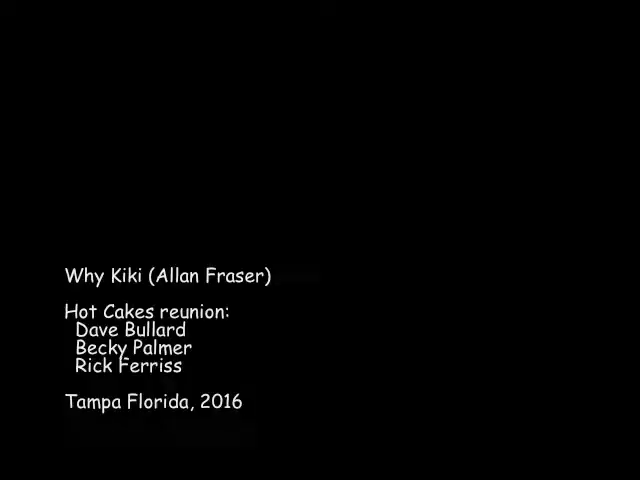 Why Kiki (Allan Fraser)
Hot Cakes reunion:
Dave Bullard
Becky Palmer
Rick Ferriss
Tampa Florida, 2016